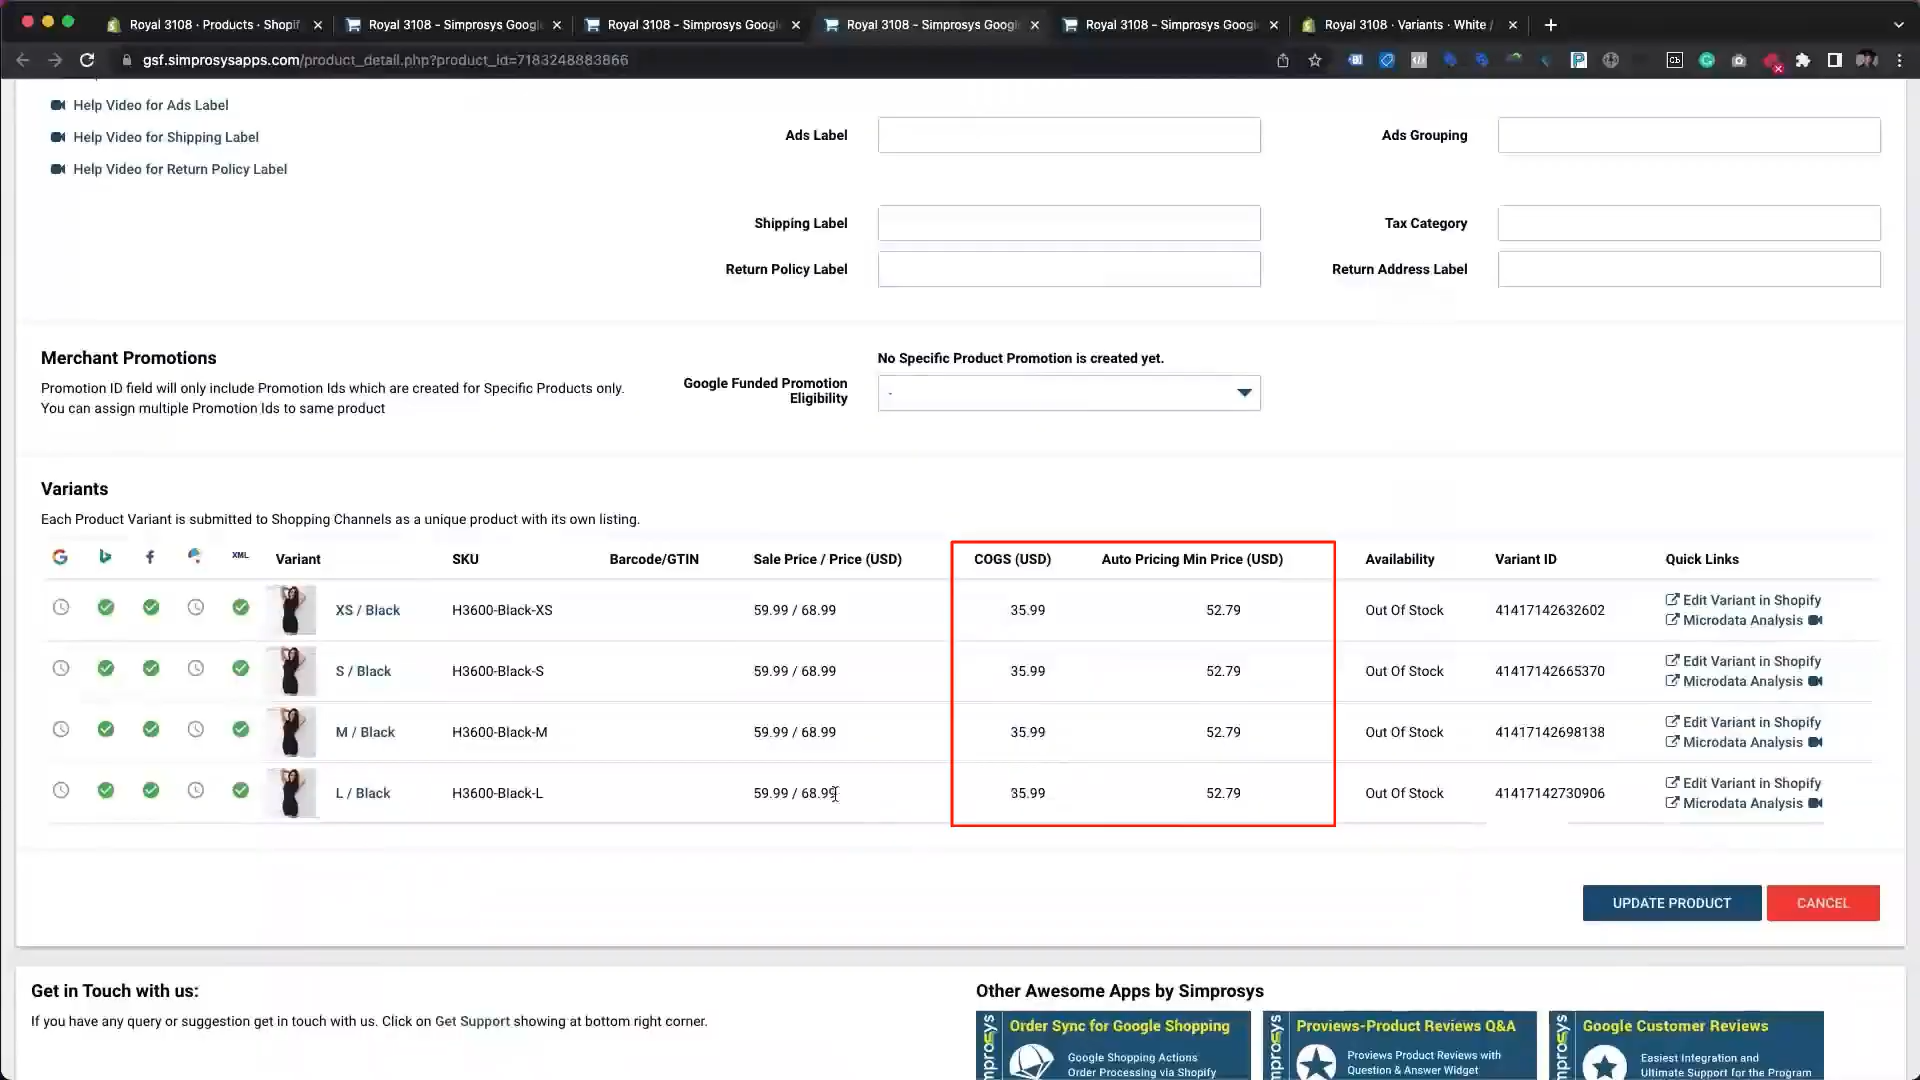 Royal 3108 · Products · Shopif
Royal 3108 - Simprosys Googl
Royal 3108 - Simprosys Googl
Royal 3108 - Simprosys Googl
Royal 3108 - Simprosys Googl
Royal 3108 · Variants · White /
gsf.simprosysapps.com/product_detail.php?product_id=7183248883866
Help Video for Ads Label
Help Video for Shipping Label
Help Video for Return Policy Label
Ads Label
Ads Grouping
Shipping Label
Tax Category
Return Policy Label
Return Address Label
Merchant Promotions
Promotion ID field will only include Promotion Ids which are created for Specific Products only.
You can assign multiple Promotion Ids to same product
No Specific Product Promotion is created yet.
Google Funded Promotion
Eligibility
-
Variants
Each Product Variant is submitted to Shopping Channels as a unique product with its own listing.
XML Variant SKU Barcode/GTIN Sale Price / Price (USD) COGS (USD) Auto Pricing Min Price (USD) Availability Variant ID Quick Links
XS / Black H3600-Black-XS 59.99 / 68.99 35.99 52.79 Out Of Stock 41417142632602 Edit Variant in Shopify
Microdata Analysis
S / Black H3600-Black-S 59.99 / 68.99 35.99 52.79 Out Of Stock 41417142665370 Edit Variant in Shopify
Microdata Analysis
M / Black H3600-Black-M 59.99 / 68.99 35.99 52.79 Out Of Stock 41417142698138 Edit Variant in Shopify
Microdata Analysis
L / Black H3600-Black-L 59.99 / 68.99 35.99 52.79 Out Of Stock 41417142730906 Edit Variant in Shopify
Microdata Analysis
UPDATE PRODUCT
CANCEL
Get in Touch with us:
If you have any query or suggestion get in touch with us. Click on Get Support showing at bottom right corner.
Other Awesome Apps by Simprosys
Order Sync for Google Shopping
Google Shopping Actions
Order Processing via Shopify
Proviews-Product Reviews Q&A
Proviews Product Reviews with
Question & Answer Widget
Google Customer Reviews
Easiest Integration and
Ultimate Support for the Program